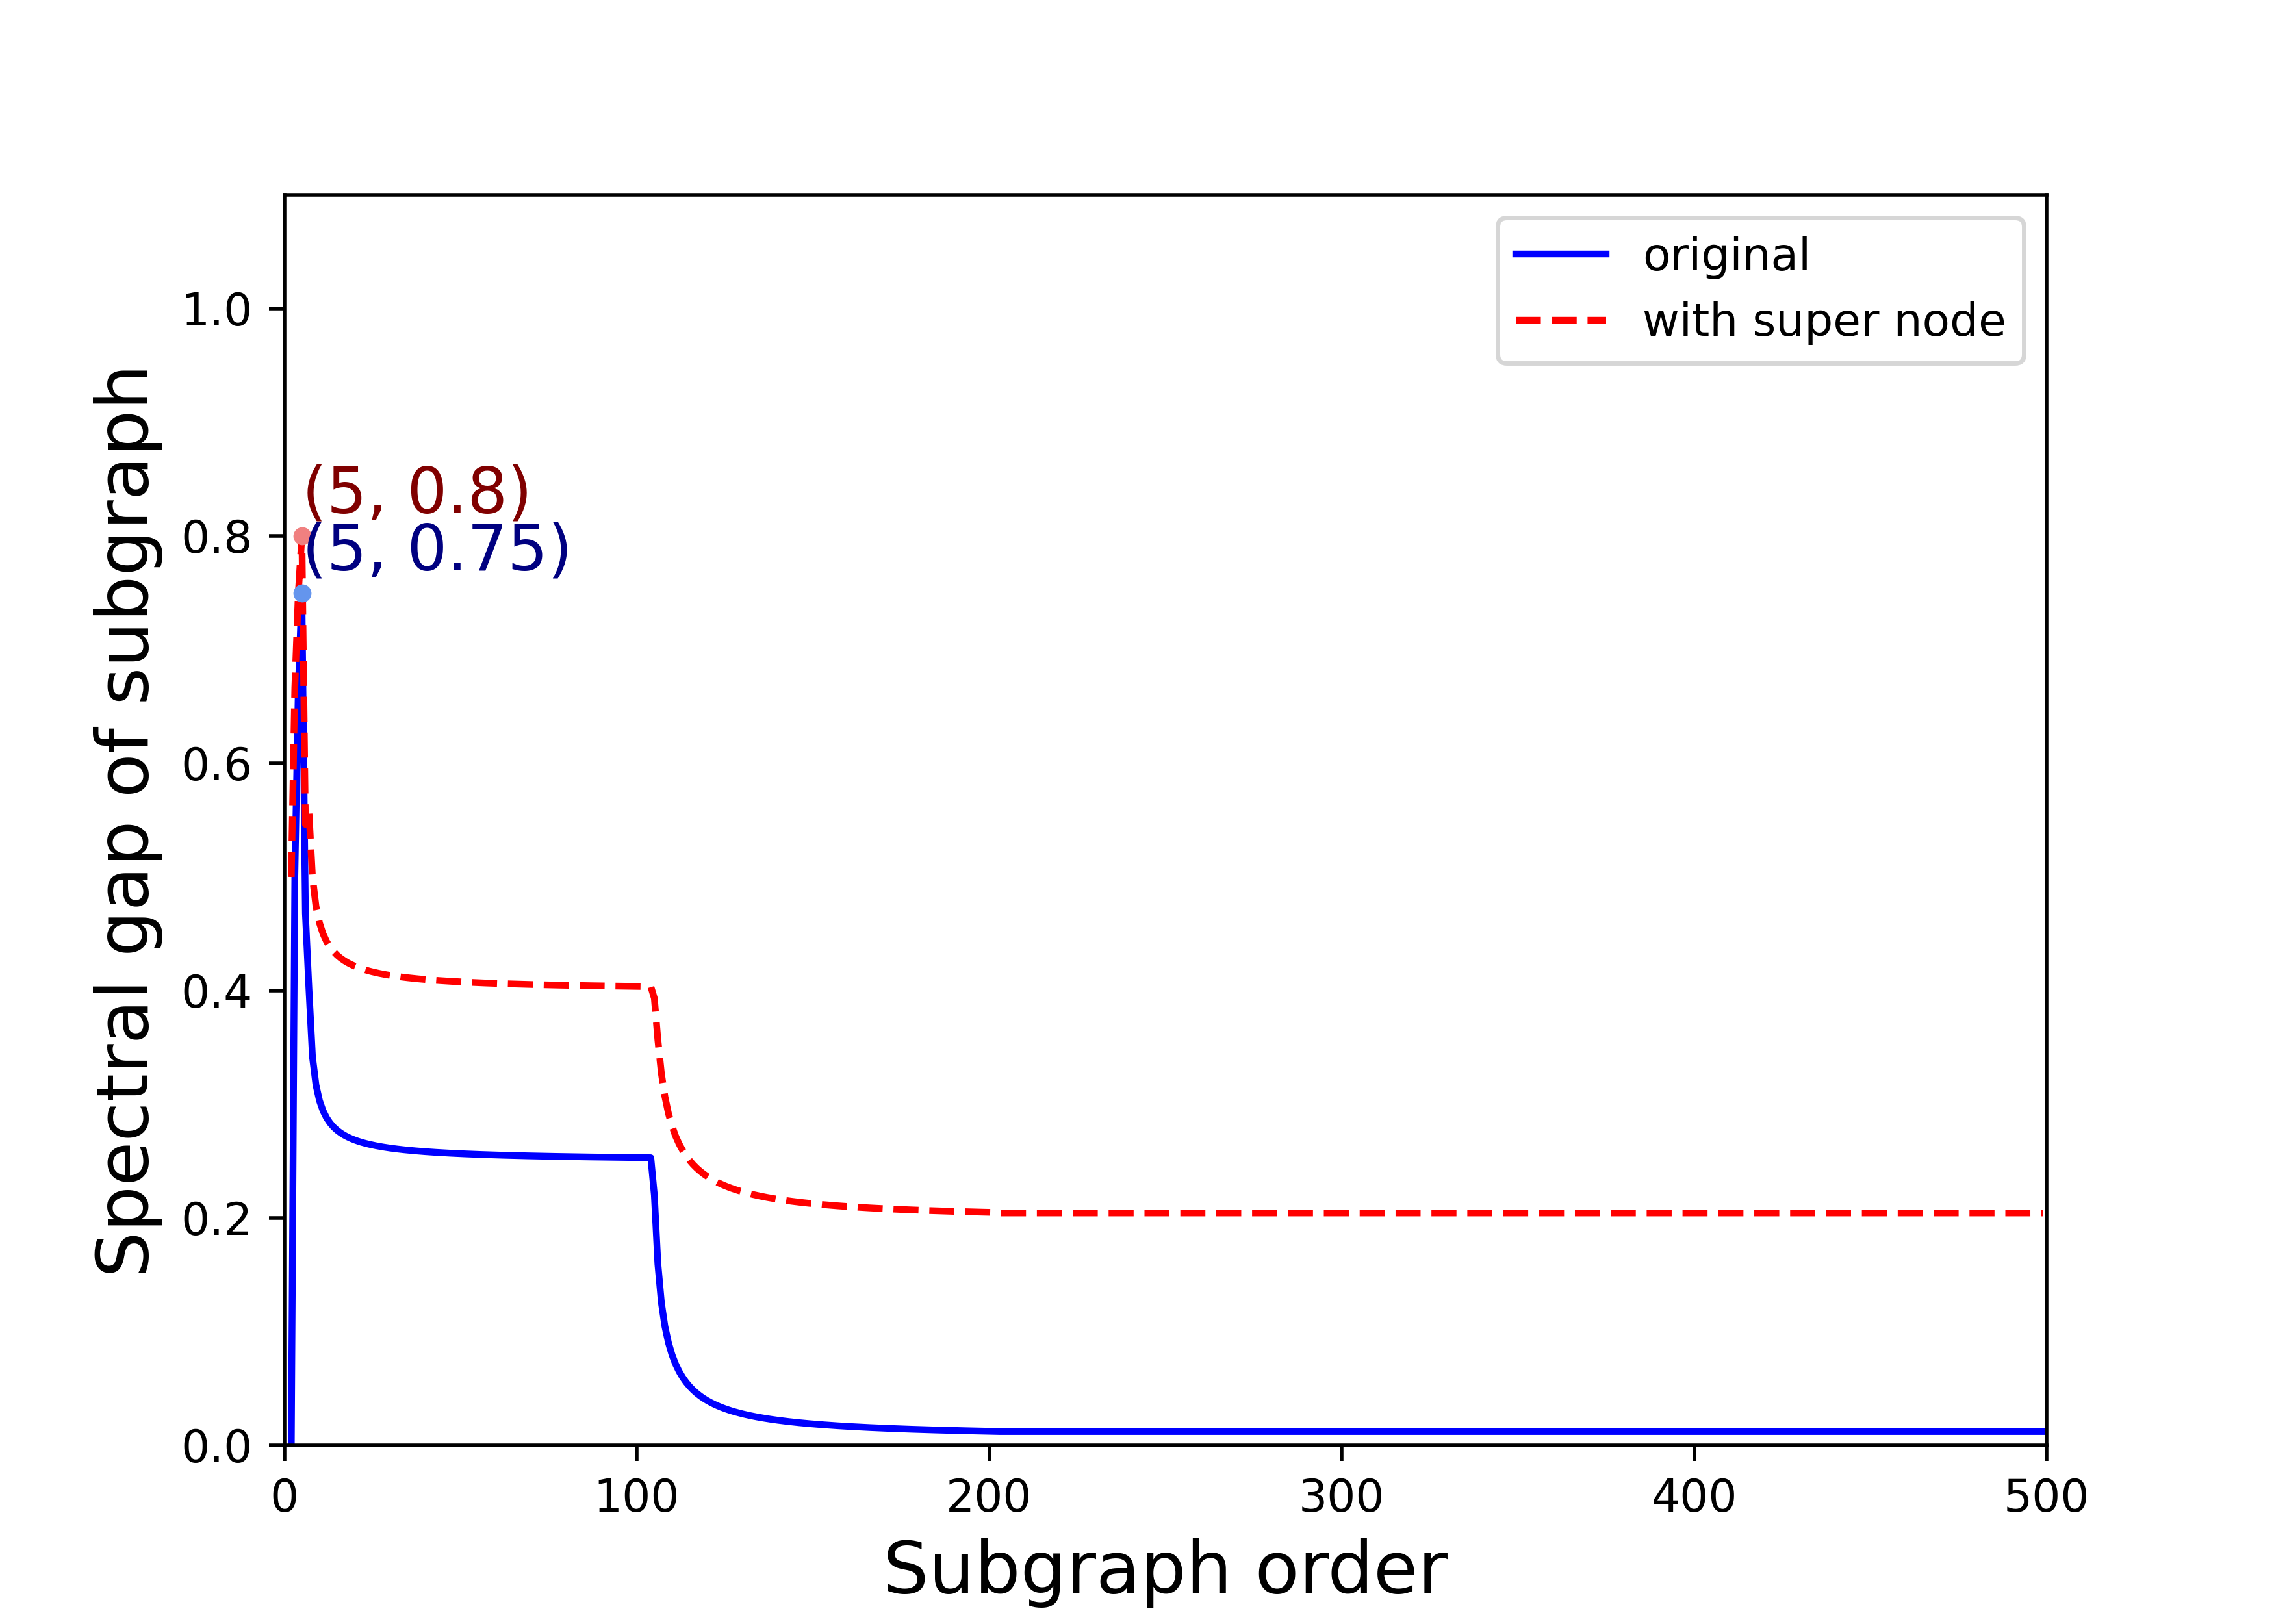 original
with super node
(5, 0.8)
(5, 0.75)
Spectral gap of subgraph
1.0
0.8
0.6
0.4
0.2
0.0
0 100 200 300 400 500
Subgraph order